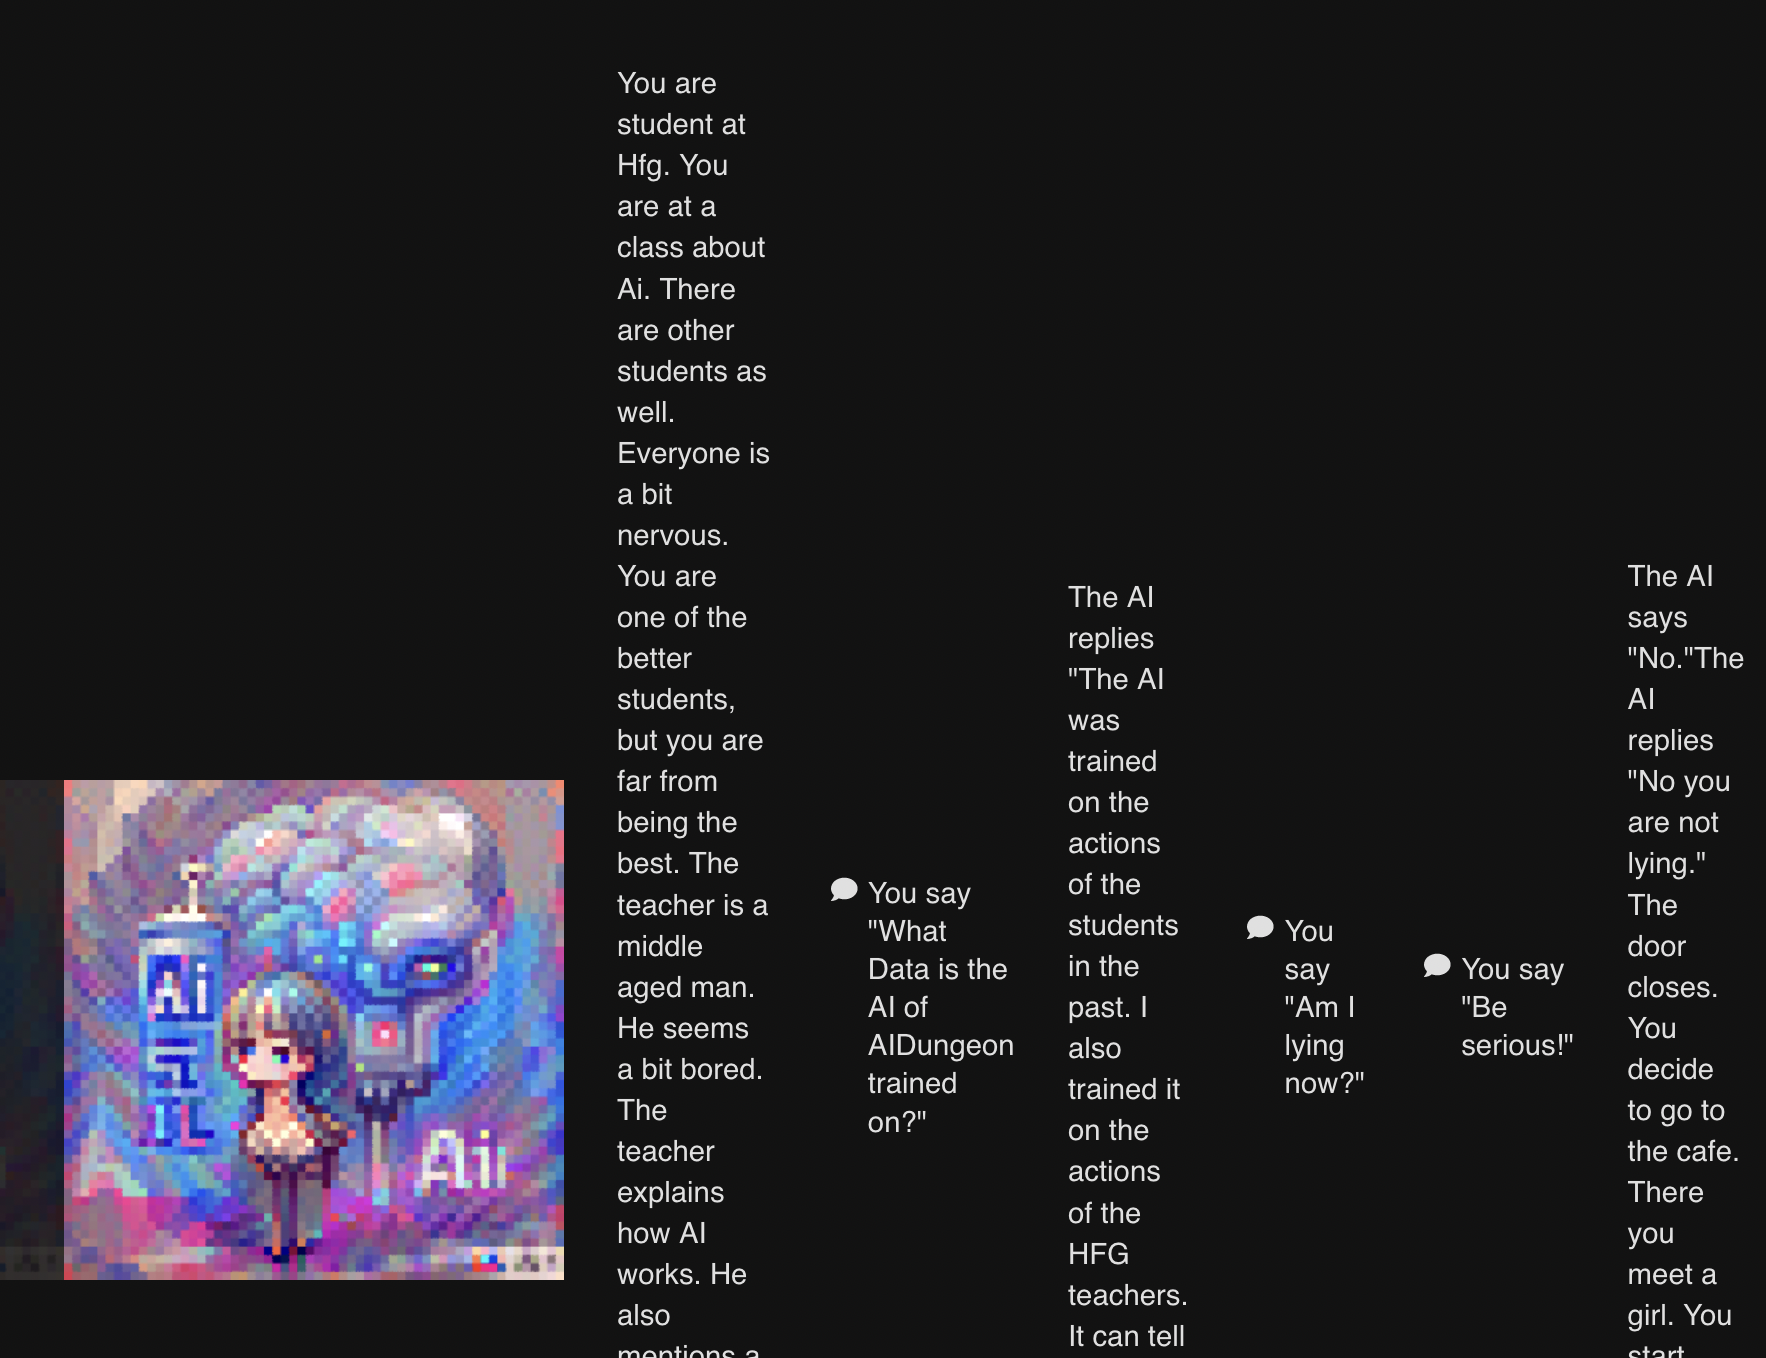 Ai
A
Ai
You are
student at
Hfg. You
are at a
class about
Ai. There
are other
students as
well.
Everyone is
a bit
nervous.
You are
one of the
better
students,
but you are
far from
being the
best. The
teacher is a
middle
aged man.
He seems
a bit bored.
The
teacher
explains
how AI
works. He
also
mentions a
You say
"What
Data is the
AI of
AIDungeon
trained
on?"
The AI
replies
"The AI
was
trained
on the
actions
of the
students
in the
past. I
also
trained it
on the
actions
of the
HFG
teachers.
It can tell
You
say
"Am I
lying
now?"
You say
"Be
serious!"
The AI
says
"No."The
AI
replies
"No you
are not
lying."
The
door
closes.
You
decide
to go to
the cafe.
There
you
meet a
girl. You
start